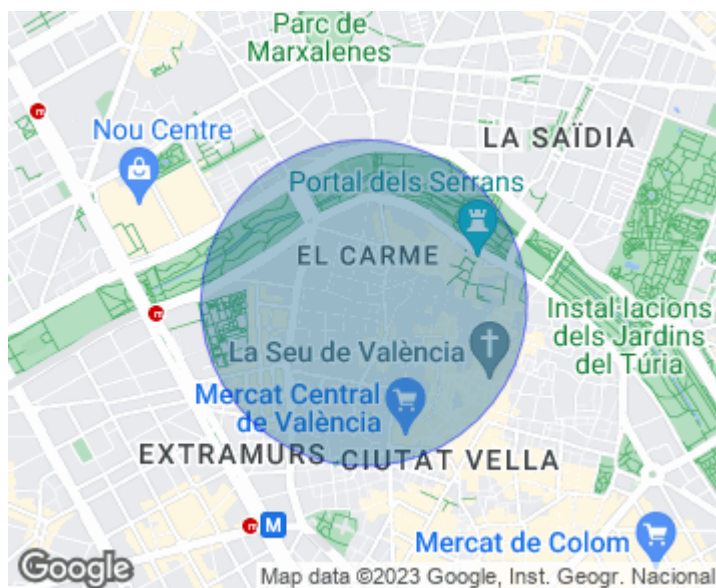 Parc de
Marxalenes
Nou Centre
LA SAÏDIA
Portal dels Serrans
EL CARME
Instal·lacions
dels Jardins
del Túria
La Seu de València
Mercat Central
de València
EXTRAMURS
CIUTAT VELLA
M
Mercat de Colom
Google
Map data ©2023 Google, Inst. Geogr. Nacional